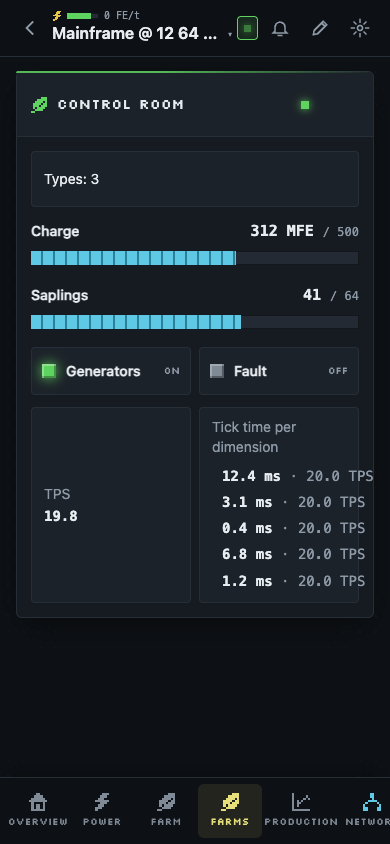 0 FE/t
Mainframe @ 12 64 ...
CONTROL ROOM
Types: 3
Charge 312 MFE / 500
Saplings 41 / 64
Generators ON Fault OFF
Tick time per
dimension
12.4 ms · 20.0 TPS
3.1 ms · 20.0 TPS
TPS
19.8
0.4 ms · 20.0 TPS
6.8 ms · 20.0 TPS
1.2 ms · 20.0 TPS
OVERVIEW POWER FARM FARMS PRODUCTION NETWOR